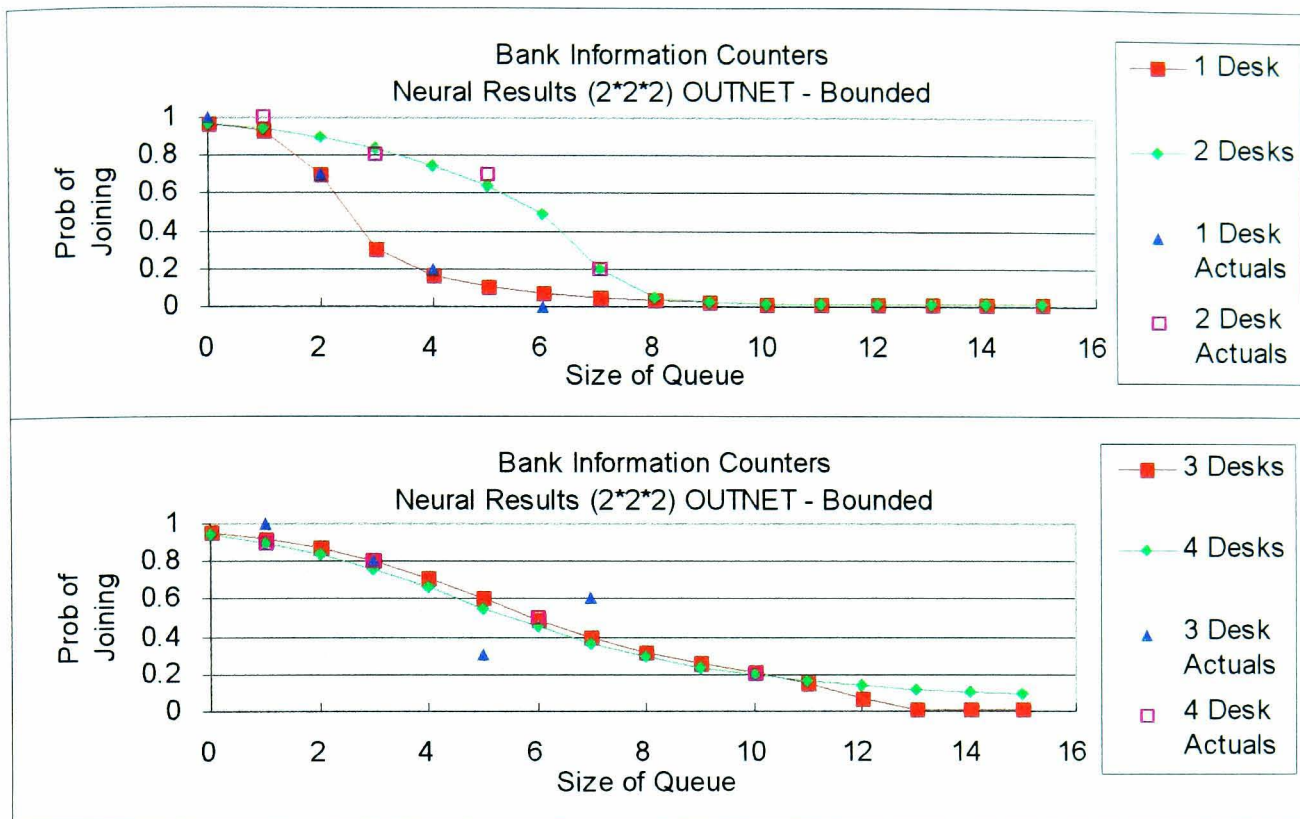 Bank Information Counters
Neural Results (2*2*2) OUTNET - Bounded
Prob of
Joining
1
0.8
0.6
0.4
0.2
0
0 2 4 6 8 10 12 14 16
Size of Queue
1 Desk
2 Desks
1 Desk
Actuals
2 Desk
Actuals
Bank Information Counters
Neural Results (2*2*2) OUTNET - Bounded
Prob of
Joining
1
0.8
0.6
0.4
0.2
0
0 2 4 6 8 10 12 14 16
Size of Queue
3 Desks
4 Desks
3 Desk
Actuals
4 Desk
Actuals